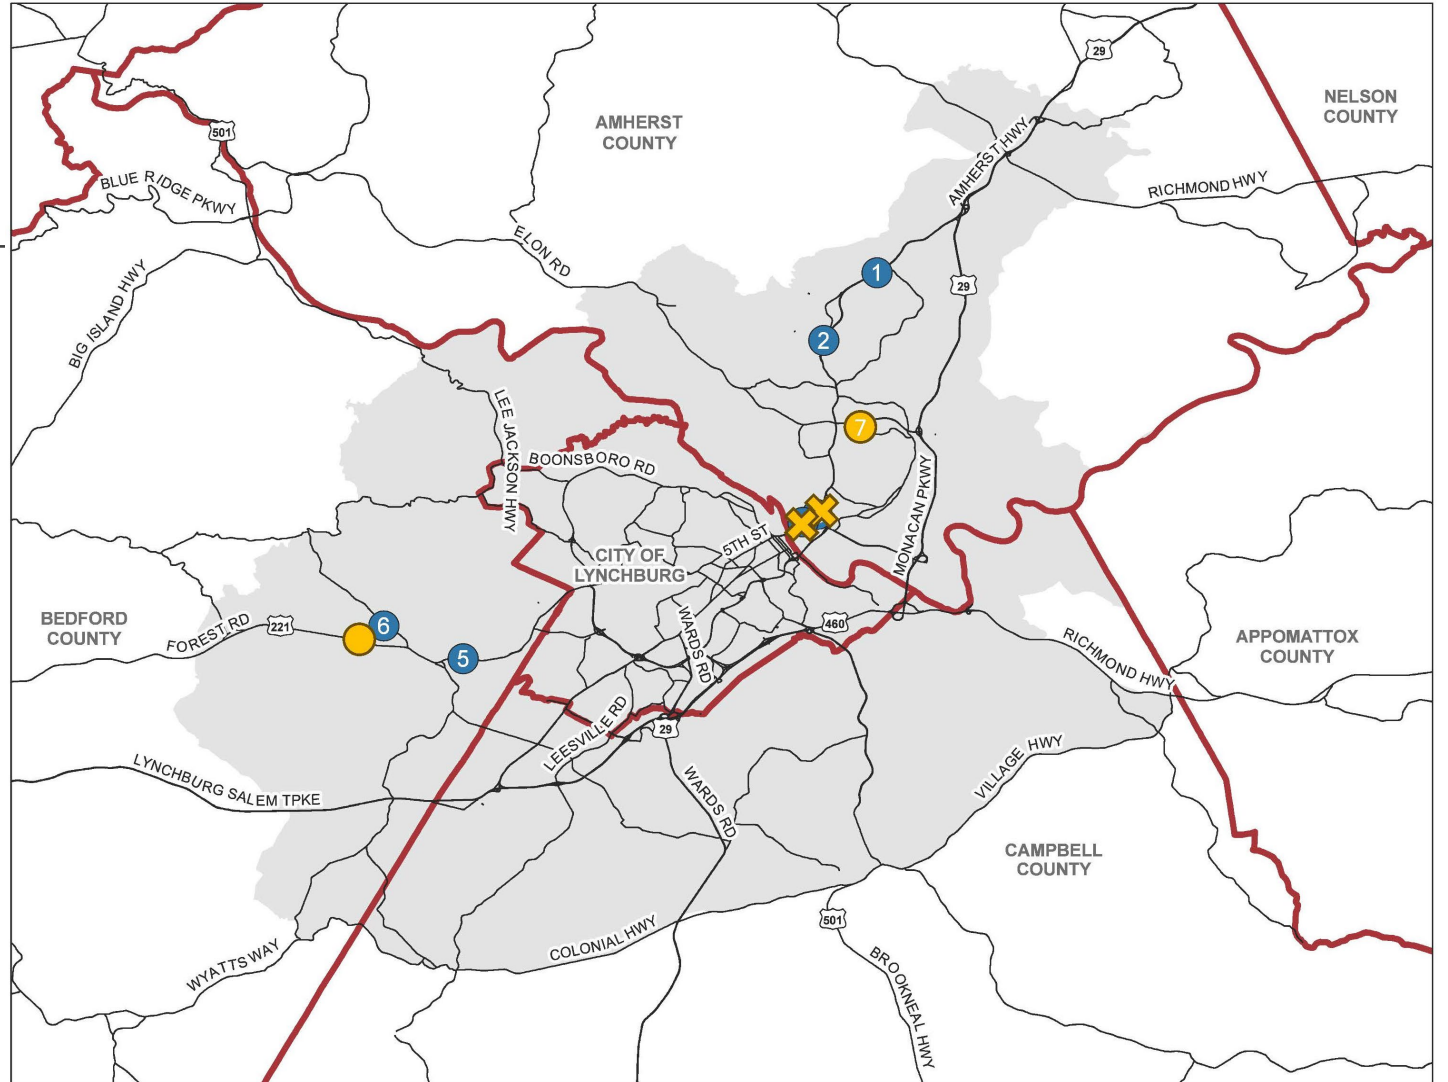 29
NELSON
COUNTY
AMHERST
COUNTY
501
AMHERST HWY
BLUE RIDGE PKWY
RICHMOND HWY
ELON RD
1
29
BIG ISLAND HWY
2
LEE JACKSON HWY
7
BOONSBORO RD
MONACAN PKWY
5TH ST
CITY OF
LYNCHBURG
BEDFORD
COUNTY
FOREST RD
221
6
5
WARDS RD
460
RICHMOND HWY
APPOMATTOX
COUNTY
LEESVILLE RD
29
LYNCHBURG SALEM TPKE
WARDS RD
VILLAGE HWY
CAMPBELL
COUNTY
501
COLONIAL HWY
WYATTS WAY
BROOKNEAL HWY